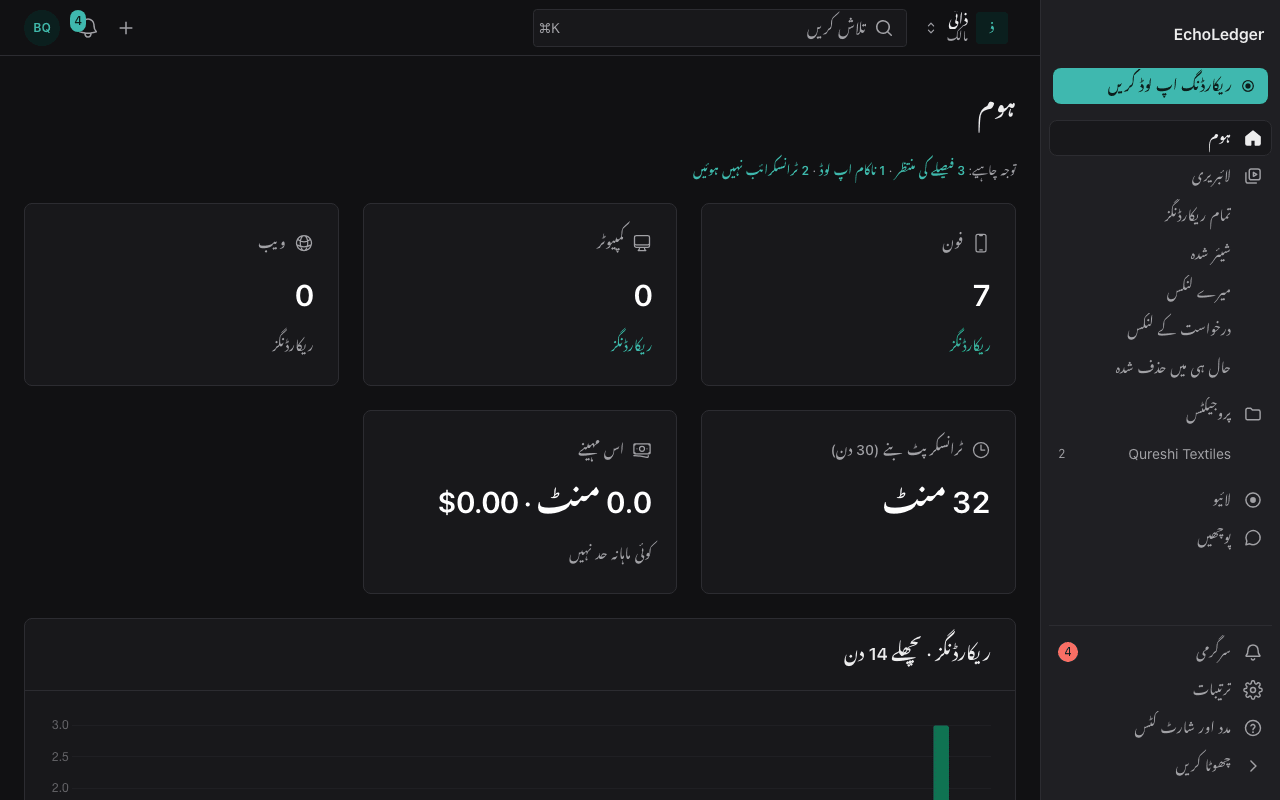 EchoLedger
ریکارڈنگ اپ لوڈ کریں
ہوم
لائبریری
تمام ریکارڈنگز
شیئر شدہ
میرے لنکس
درخواست کے لنکس
حال ہی میں حذف شدہ
پروجیکٹس
Qureshi Textiles 2
لائیو
پوچھیں
سرگرمی 4
ترتیبات
مدد اور شارٹ کٹس
چھوٹا کریں
ذ
ذاتی
مالک
تلاش کریں ⌘K
4
BQ
ہوم
توجہ چاہیے: 3 فیصلے کی منتظر · 1 ناکام اپ لوڈ · 2 ٹرانسکرائب نہیں ہوئیں
فون
7
ریکارڈنگز
کمپیوٹر
0
ریکارڈنگز
ویب
0
ریکارڈنگز
ٹرانسکرپٹ بنے (30 دن)
32 منٹ
اس مہینے
0.0 منٹ · $0.00
کوئی ماہانہ حد نہیں
ریکارڈنگز · پچھلے 14 دن
3.0
2.5
2.0